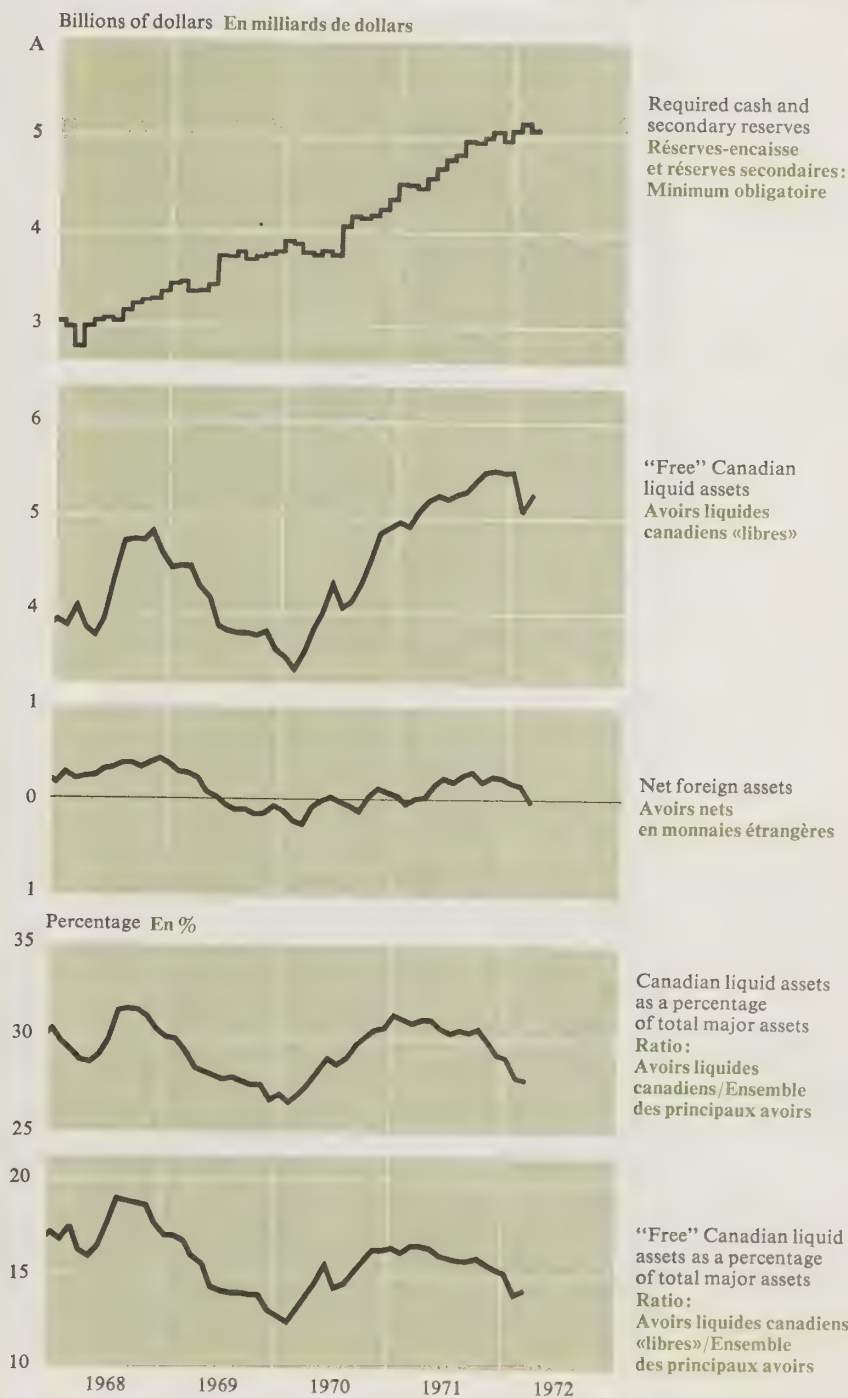 Billions of dollars En milliards de dollars
A
5
4
3
Required cash and
secondary reserves
Réserves-encaisse
et réserves secondaires:
Minimum obligatoire
6
5
4
"Free" Canadian
liquid assets
Avoirs liquides
canadiens «libres»
1
0
1
Net foreign assets
Avoirs nets
en monnaies étrangères
Percentage En %
35
30
25
Canadian liquid assets
as a percentage
of total major assets
Ratio:
Avoirs liquides
canadiens/Ensemble
des principaux avoirs
20
15
10
"Free" Canadian liquid
assets as a percentage
of total major assets
Ratio:
Avoirs liquides canadiens
«libres»/Ensemble
des principaux avoirs
1968 1969 1970 1971 1972